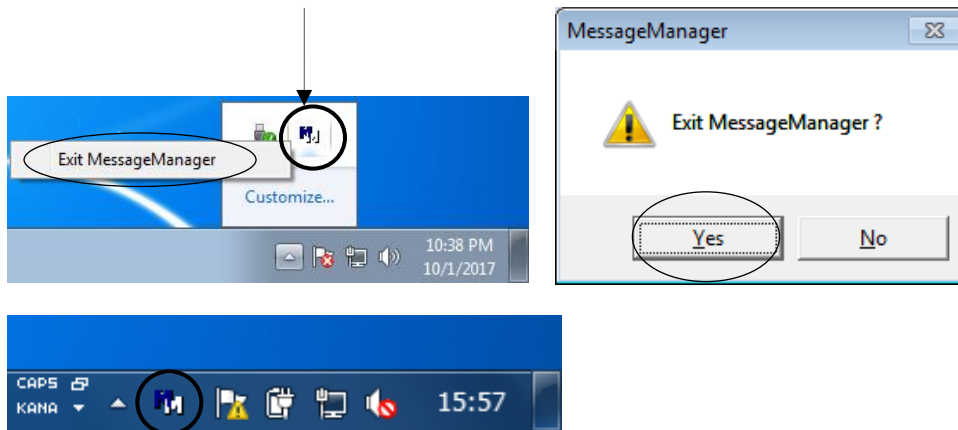 MessageManager
Exit MessageManager ?
Exit MessageManager
Customize...
Yes
No
10:38 PM
10/1/2017
CAPS
KANA
15:57